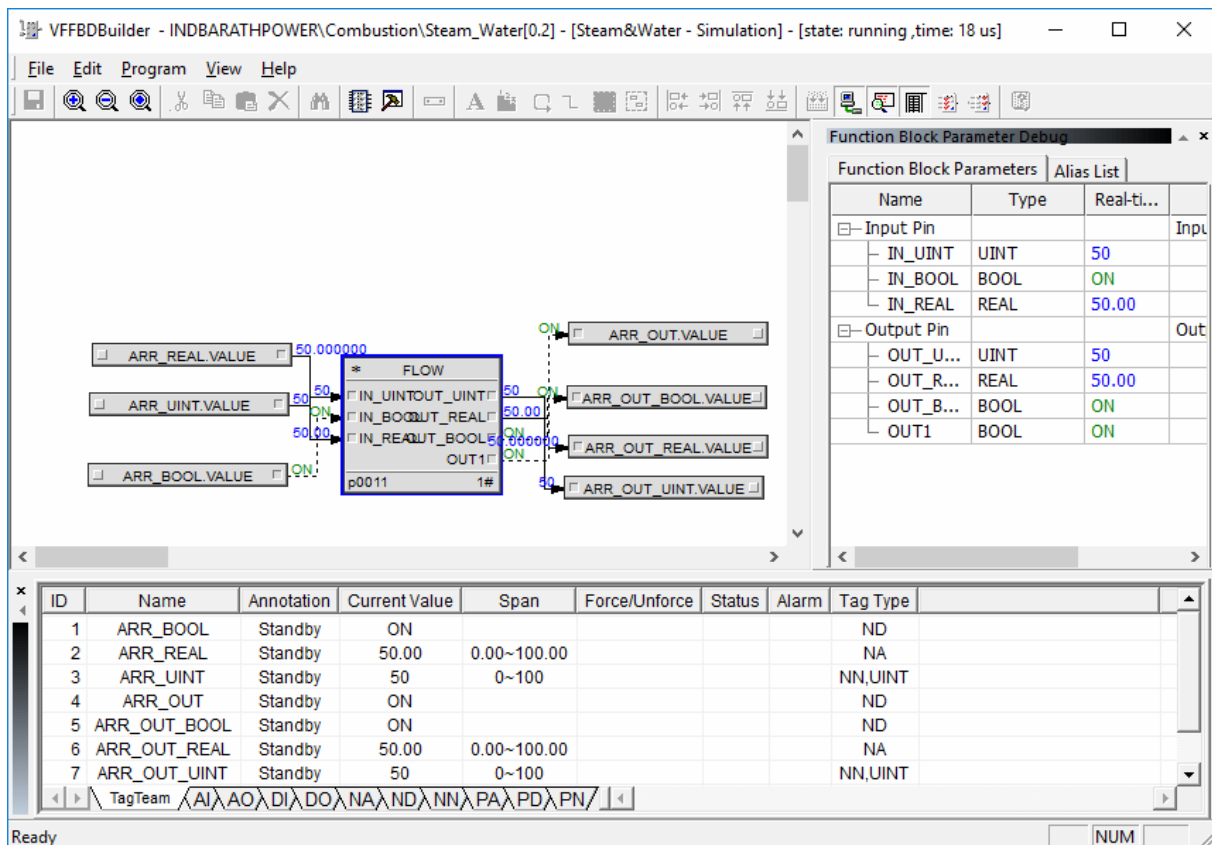 VFFBDBuilder - INDBARATHPOWER\Combustion\Steam_Water[0.2] - [Steam&Water - Simulation] - [state: running ,time: 18 us]
File Edit Program View Help
Function Block Parameter Debug
Function Block Parameters Alias List
Name Type Real-ti...
Input Pin Inpu
IN_UINT UINT 50
IN_BOOL BOOL ON
IN_REAL REAL 50.00
Output Pin Out
OUT_U... UINT 50
OUT_R... REAL 50.00
OUT_B... BOOL ON
OUT1 BOOL ON
ON ARR_OUT.VALUE
ARR_REAL.VALUE 50.000000
* FLOW
50 IN_UINT OUT_UINT 50
ON ARR_OUT_BOOL.VALUE
ARR_UINT.VALUE 50
ON IN_BOOL OUT_REAL 50.00
50.00 IN_REAL OUT_BOOL ON
50.000000 ARR_OUT_REAL.VALUE
OUT1 ON
ARR_BOOL.VALUE ON
p0011 1#
50 ARR_OUT_UINT.VALUE
ID Name Annotation Current Value Span Force/Unforce Status Alarm Tag Type
1 ARR_BOOL Standby ON ND
2 ARR_REAL Standby 50.00 0.00~100.00 NA
3 ARR_UINT Standby 50 0~100 NN,UINT
4 ARR_OUT Standby ON ND
5 ARR_OUT_BOOL Standby ON ND
6 ARR_OUT_REAL Standby 50.00 0.00~100.00 NA
7 ARR_OUT_UINT Standby 50 0~100 NN,UINT
TagTeam AI AO DI DO NA ND NN PA PD PN
Ready NUM